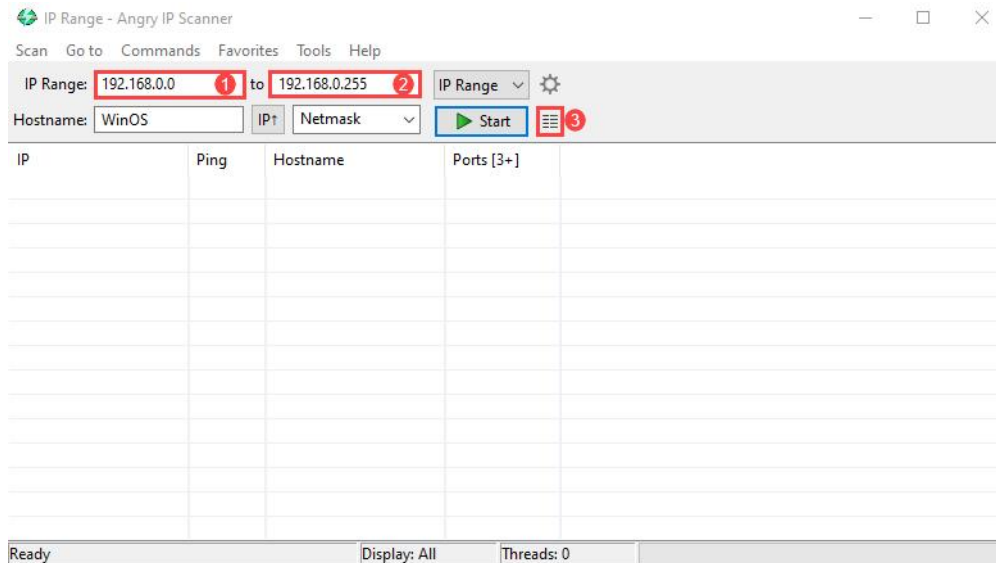 IP Range - Angry IP Scanner
Scan Go to Commands Favorites Tools Help
IP Range: 192.168.0.0 1 to 192.168.0.255 2 IP Range
Hostname: WinOS IP↑ Netmask Start 3
IP Ping Hostname Ports [3+]
Ready Display: All Threads: 0